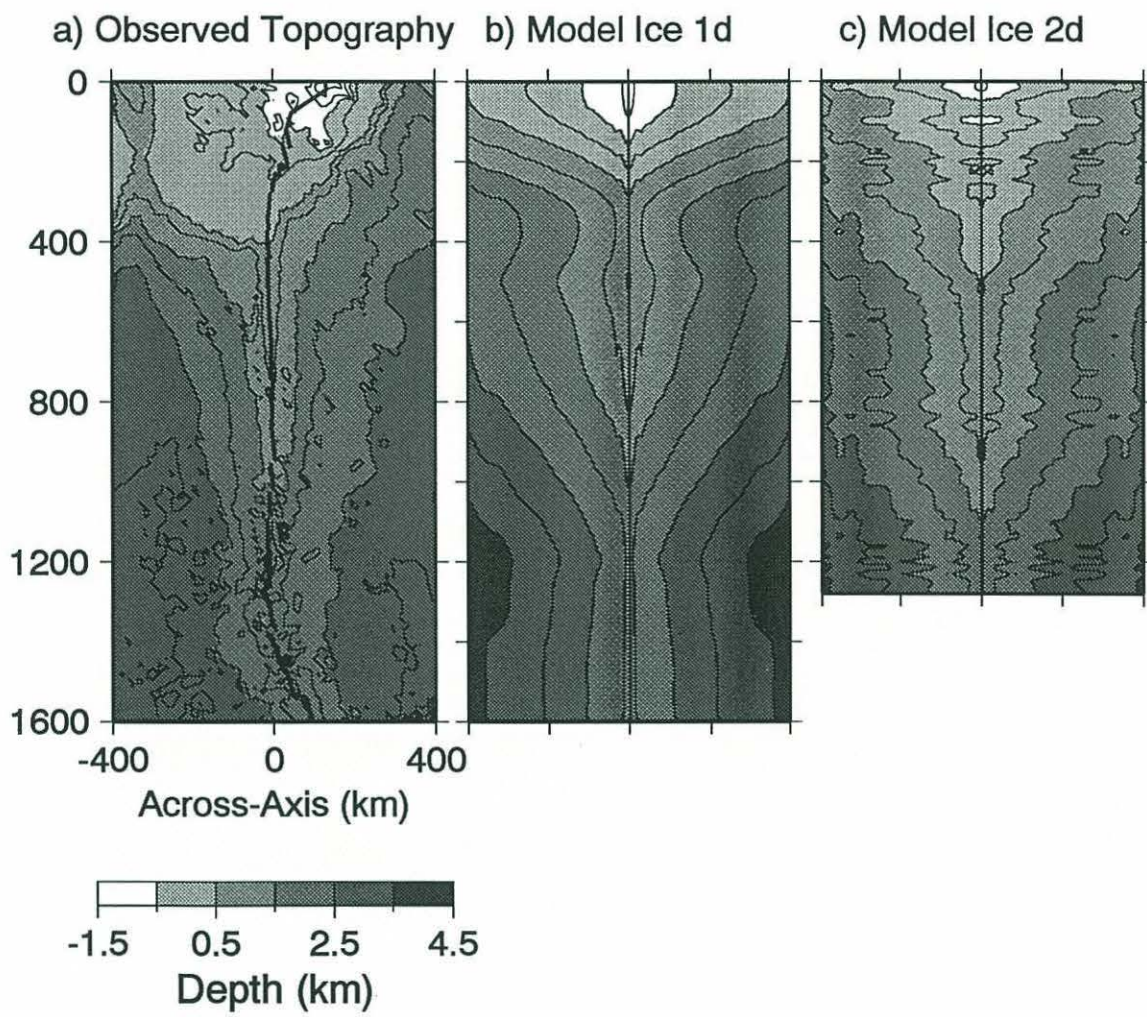 a) Observed Topography b) Model Ice 1d c) Model Ice 2d
0
400
800
1200
1600
-400 0 400
Across-Axis (km)
-1.5 0.5 2.5 4.5
Depth (km)